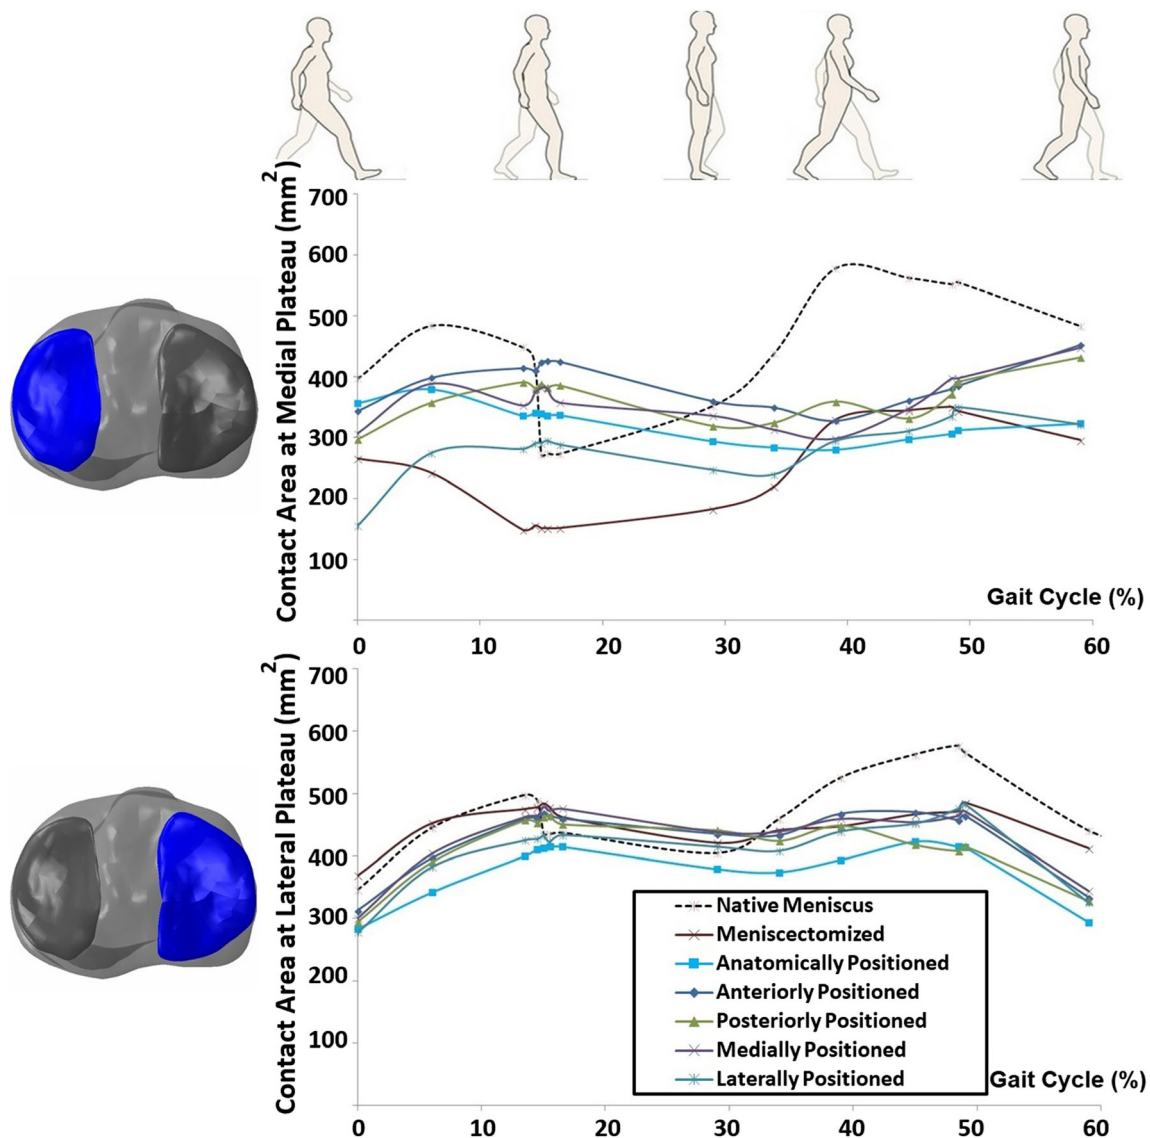 Contact Area at Medial Plateau (mm2)
700
600
500
400
300
200
100
Gait Cycle (%)
0 10 20 30 40 50 60
Contact Area at Lateral Plateau (mm2)
700
600
500
400
300
200
100
Native Meniscus
Meniscectomized
Anatomically Positioned
Anteriorly Positioned
Posteriorly Positioned
Medially Positioned
Laterally Positioned
Gait Cycle (%)
0 10 20 30 40 50 60